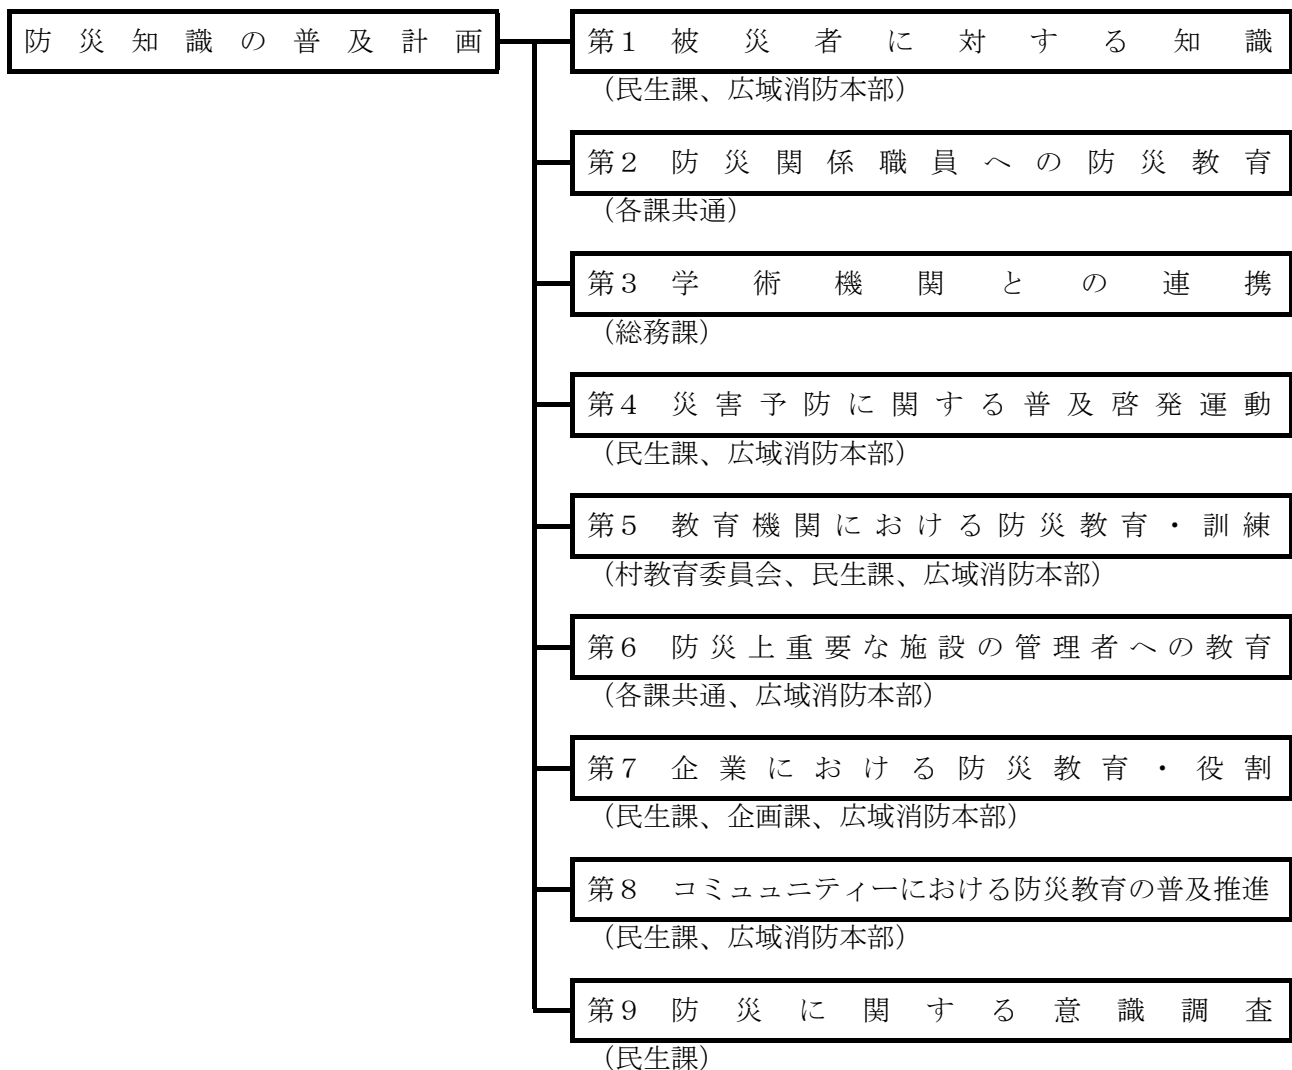 防災知識の普及計画
第1 被災者に対する知識
（民生課、広域消防本部）
第2 防災関係職員への防災教育
（各課共通）
第3 学術機関との連携
（総務課）
第4 災害予防に関する普及啓発運動
（民生課、広域消防本部）
第5 教育機関における防災教育・訓練
（村教育委員会、民生課、広域消防本部）
第6 防災上重要な施設の管理者への教育
（各課共通、広域消防本部）
第7 企業における防災教育・役割
（民生課、企画課、広域消防本部）
第8 コミュュニティーにおける防災教育の普及推進
（民生課、広域消防本部）
第9 防災に関する意識調査
（民生課）